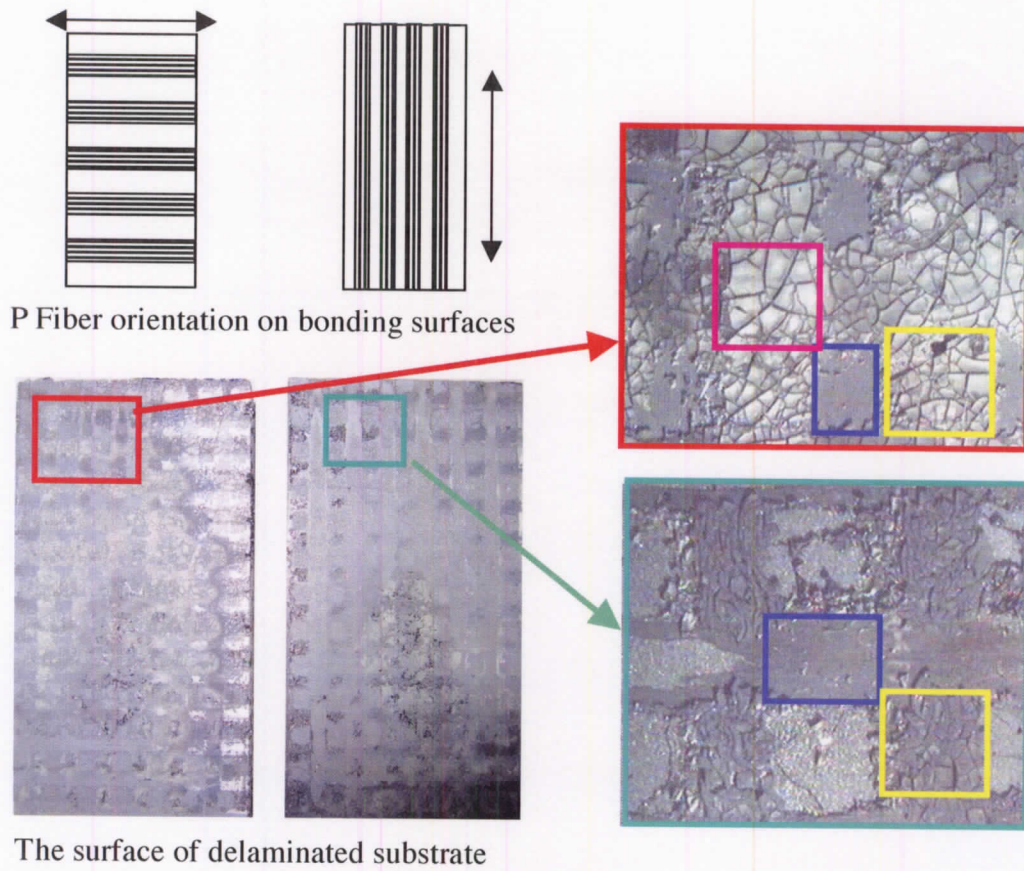 P Fiber orientation on bonding surfaces
The surface of delaminated substrate